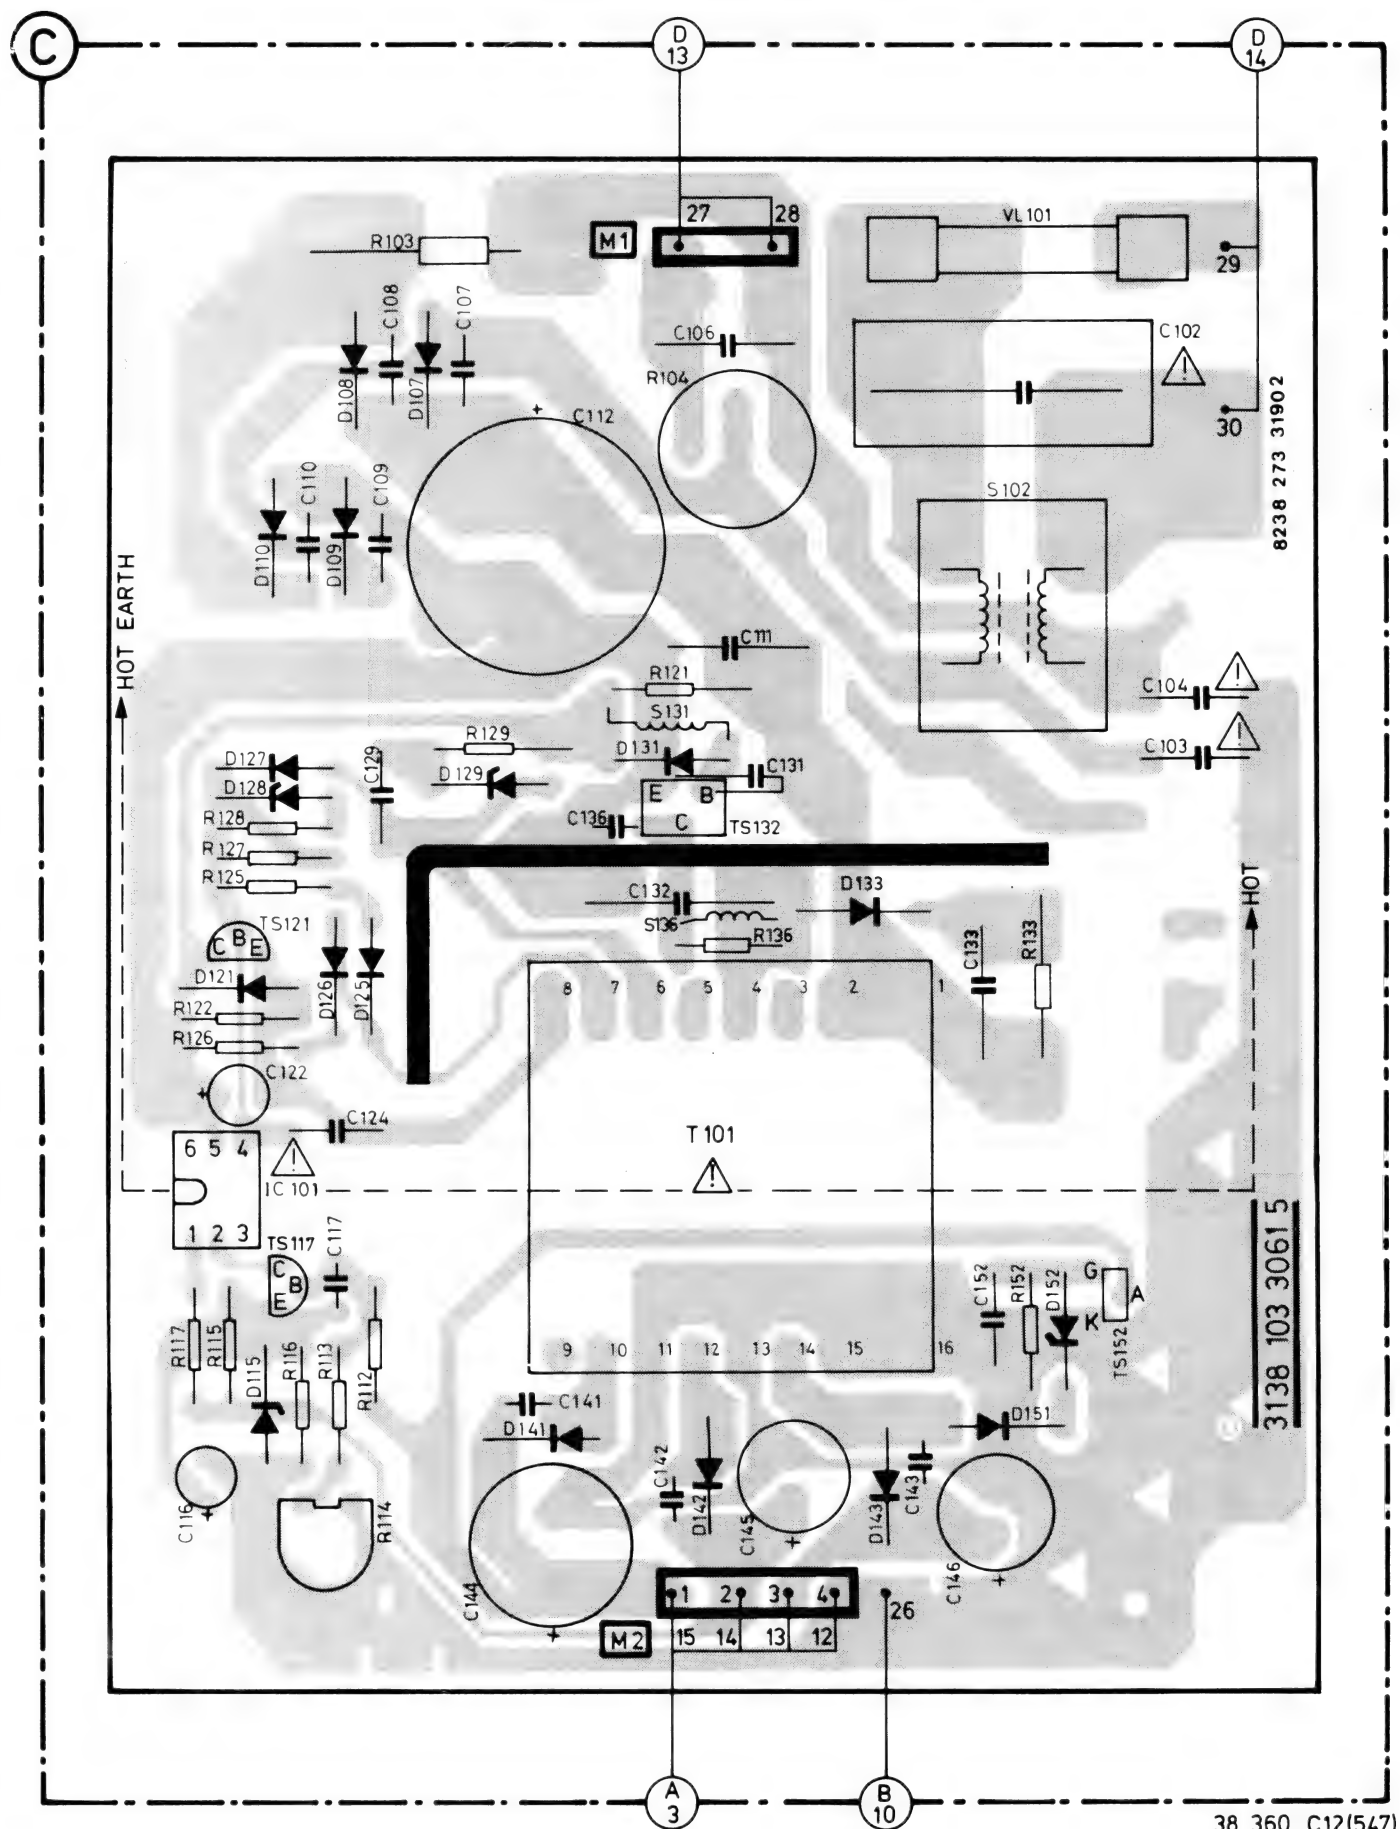 C
D
13
D
14
27
28
M1
R103
VL101
29
C108
C107
C106
C102
D108
D107
R104
C112
30
8238 273 31902
C110
C109
S102
D110
D109
HOT EARTH
C111
R121
C104
S131
R129
D131
C103
D127
C129
D129
C131
D128
E B
C
TS132
C136
R128
R127
R125
C132
D133
HOT
S136
R136
TS121
C B E
C133
R133
D121
D126
D125
8 7 6 5 4 3 2 1
R122
R126
C122
C124
T101
6 5 4
IC101
1 2 3
TS117
C117
C
B
E
3138 103 3061 5
C152
R152
D152
G
A
K
TS152
R117
R115
D115
R116
R113
R112
9 10 11 12 13 14 15 16
C141
D141
D151
C142
D142
C145
D143
C143
C116
R114
C144
C146
1 2 3 4
26
M2
15 14 13 12
A
3
B
10
38 360 C12(547)